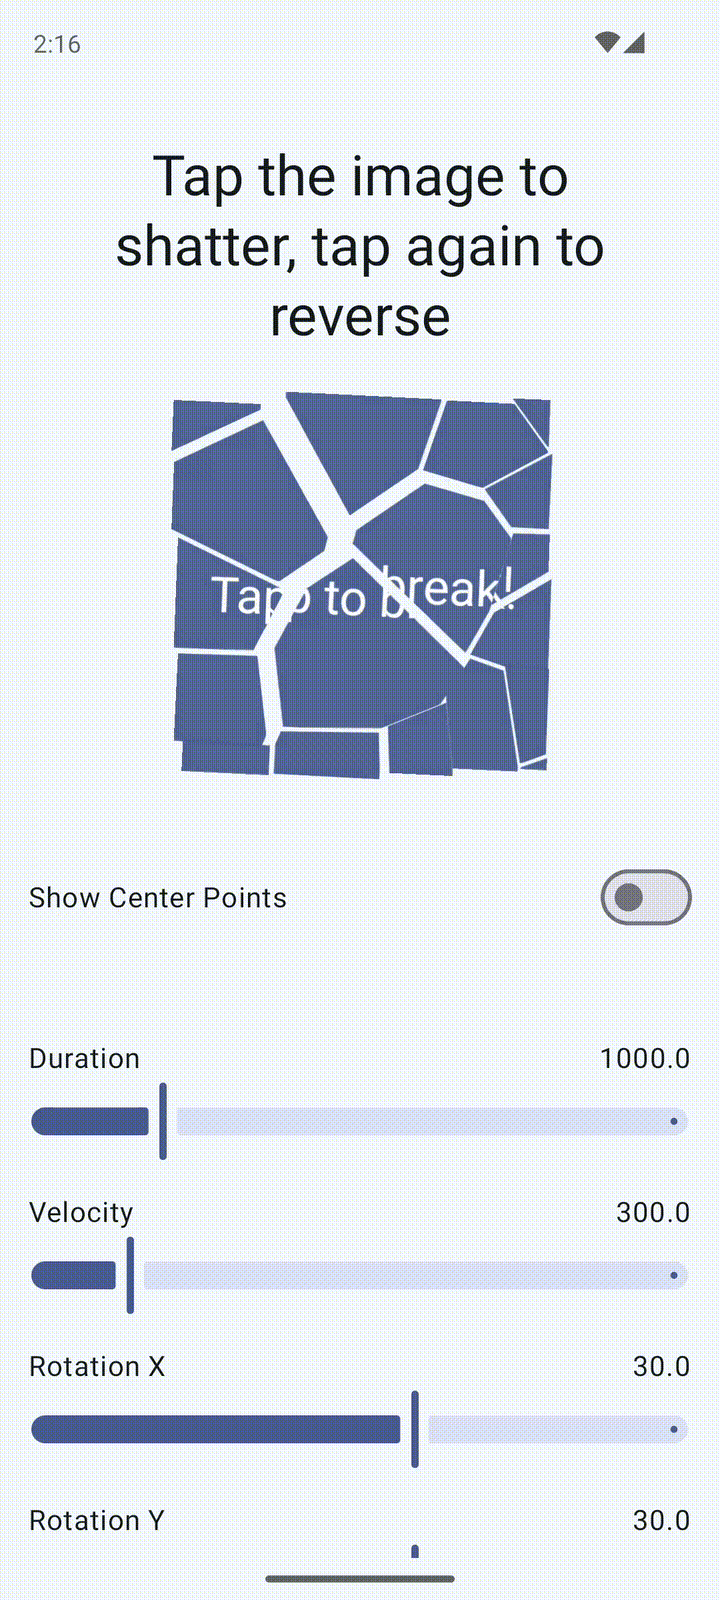 2:16
Tap the image to
shatter, tap again to
reverse
Tap to break!
Show Center Points
Duration 1000.0
Velocity 300.0
Rotation X 30.0
Rotation Y 30.0